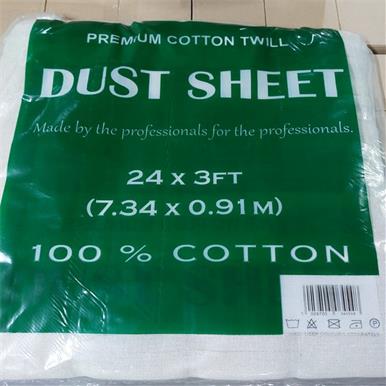 PREMIUM COTTON TWILL
DUST SHEET
Made by the professionals for the professionals.
24 x 3FT
(7.34 x 0.91M)
100 % COTTON